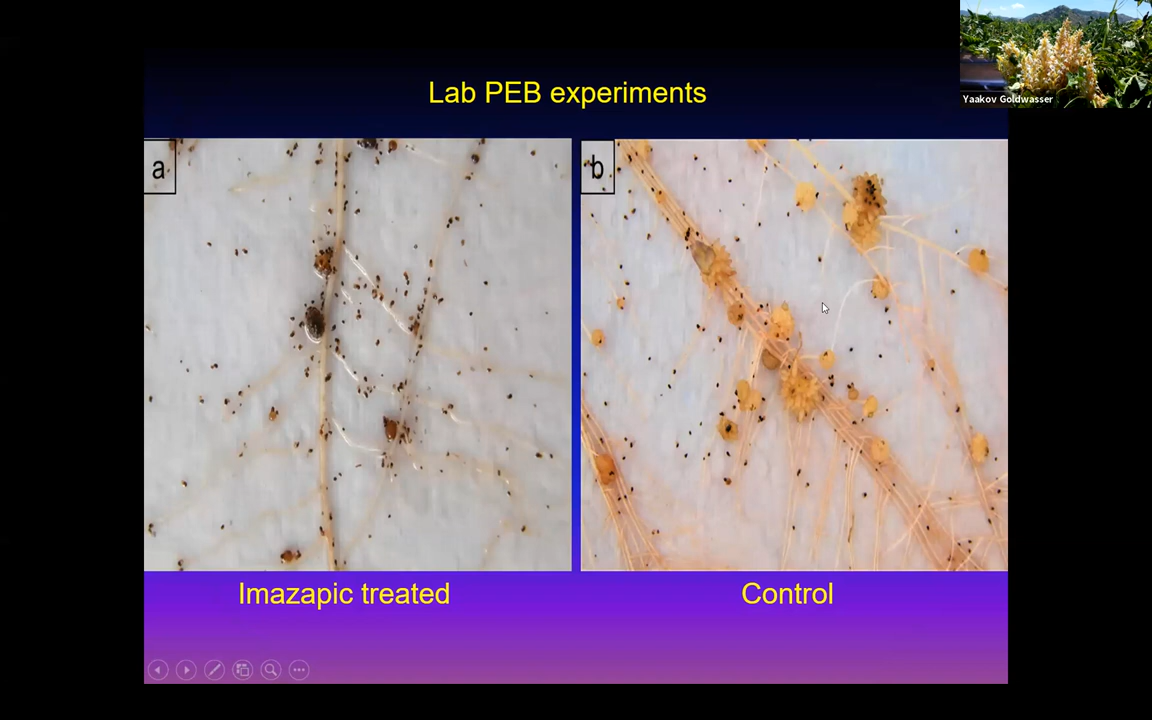 Yaakov Goldwasser
Lab PEB experiments
a
b
Imazapic treated
Control